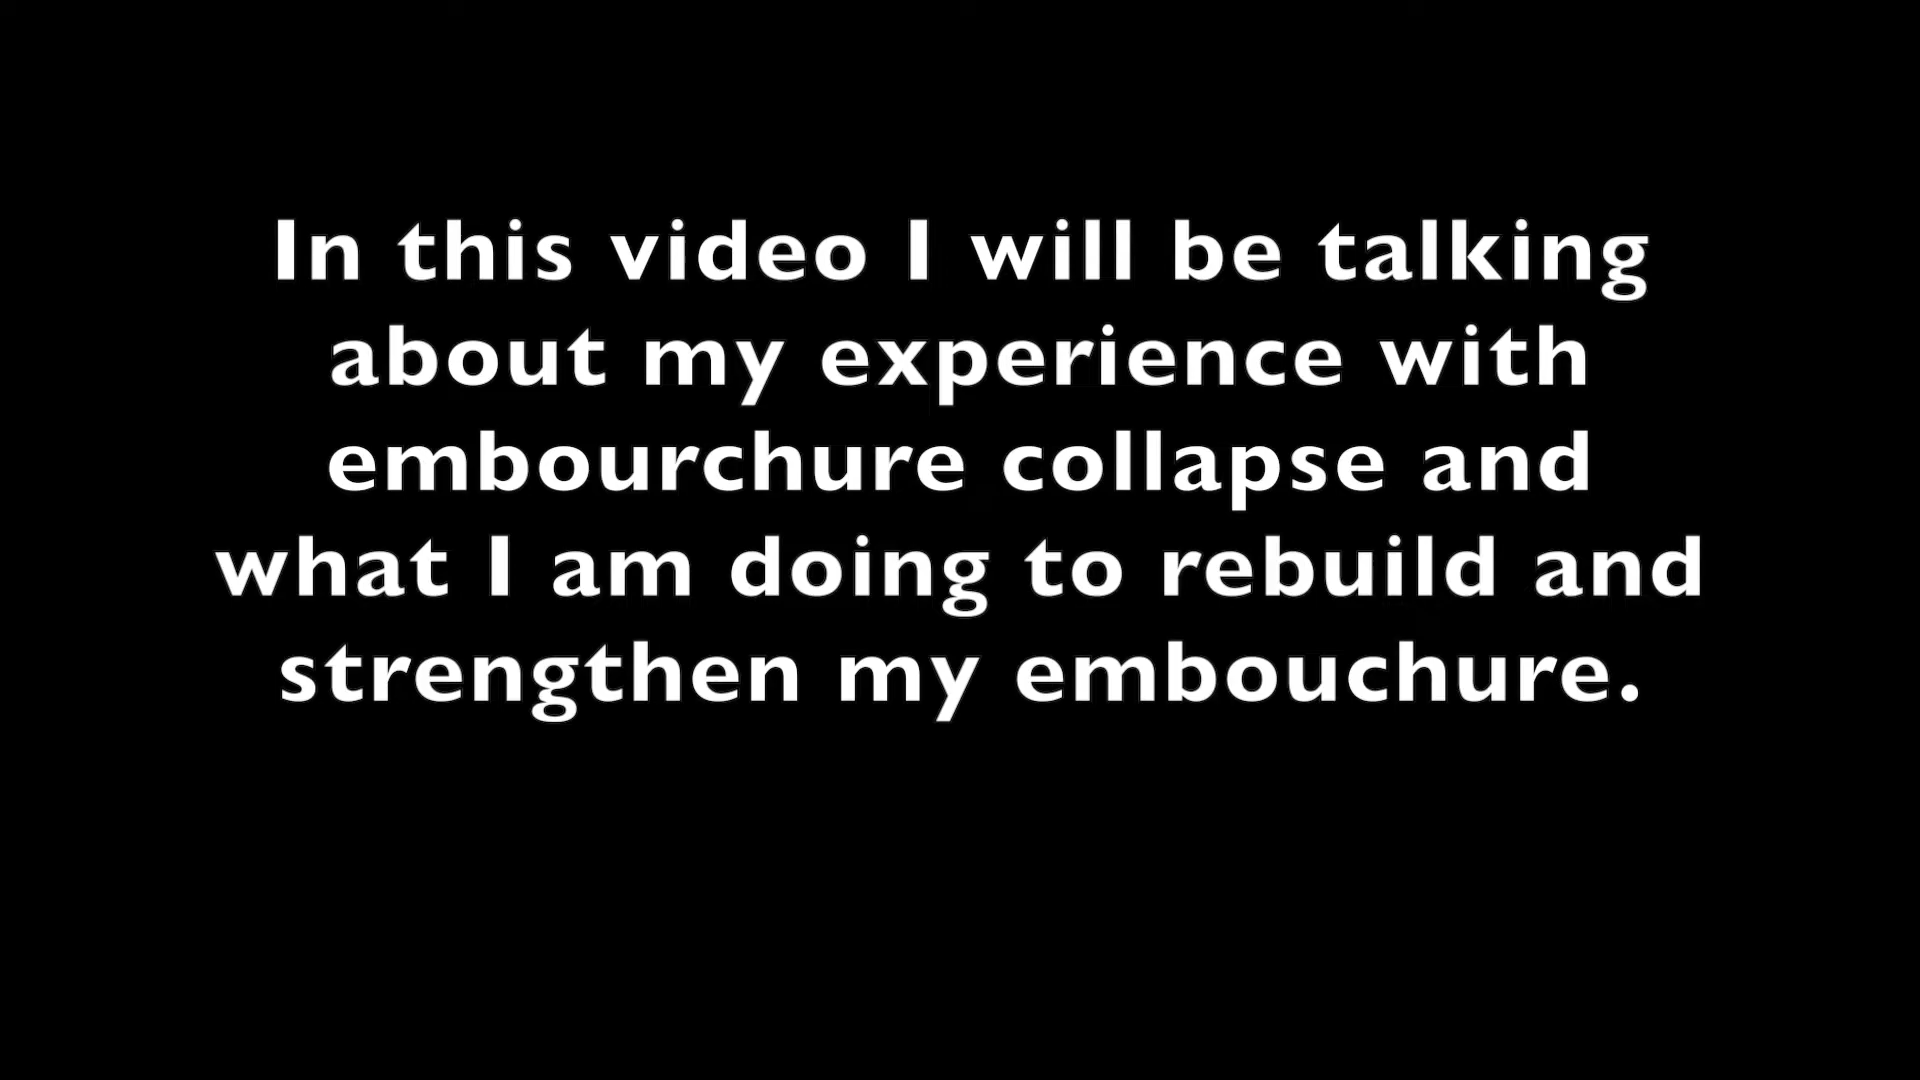 In this video I will be talking
about my experience with
embourchure collapse and
what I am doing to rebuild and
strengthen my embouchure.